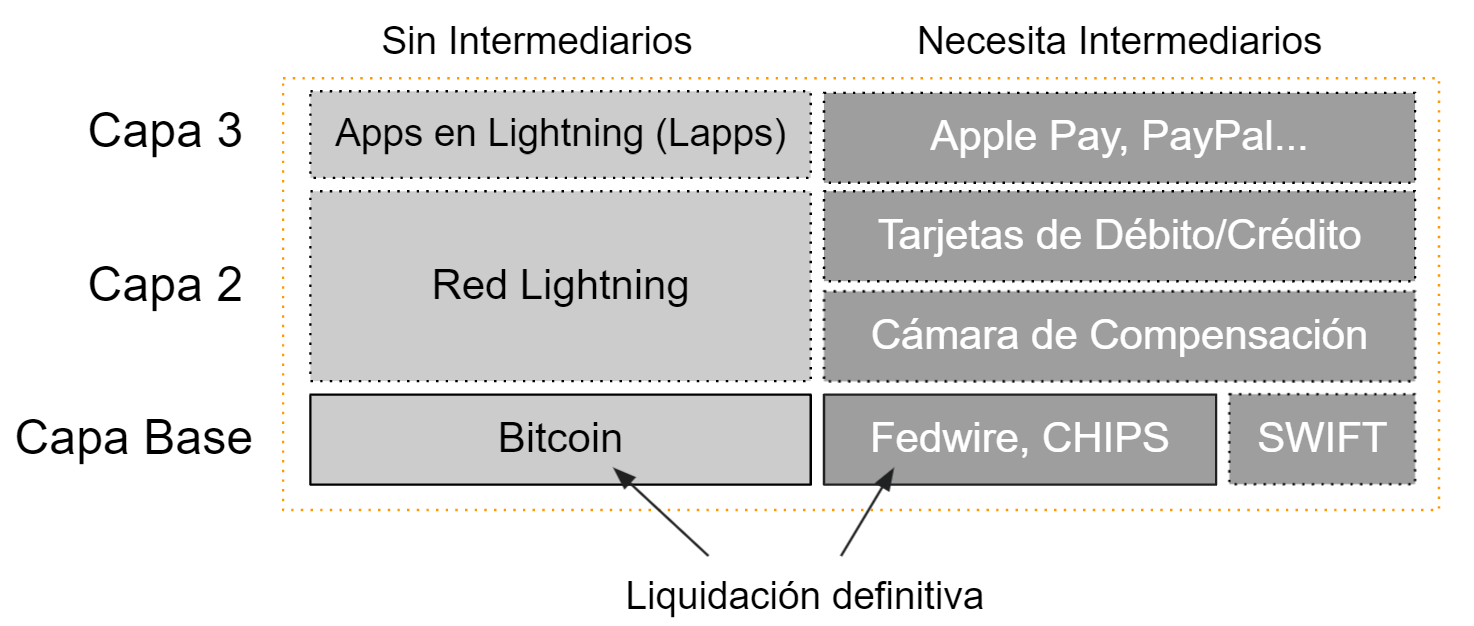 Sin Intermediarios
Necesita Intermediarios
Capa 3
Apps en Lightning (Lapps)
Apple Pay, PayPal...
Capa 2
Red Lightning
Tarjetas de Débito/Crédito
Cámara de Compensación
Capa Base
Bitcoin
Fedwire, CHIPS
SWIFT
Liquidación definitiva